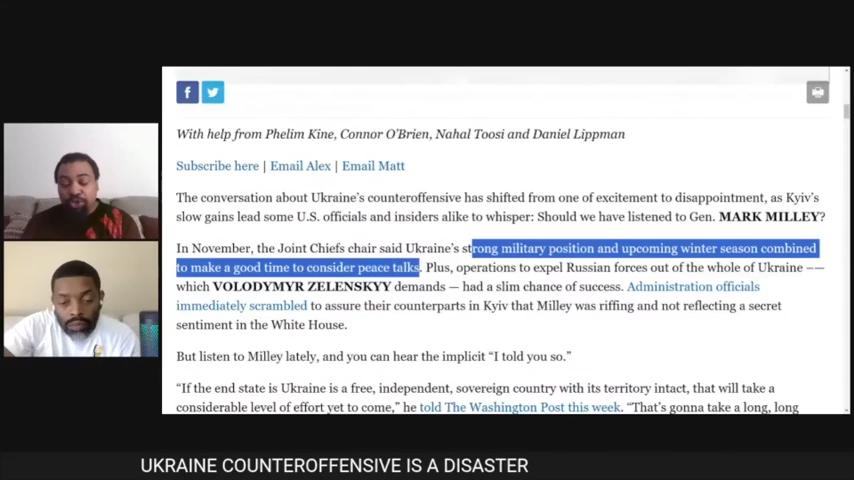 With help from Phelim Kine, Connor O'Brien, Nahal Toosi and Daniel Lippman
Subscribe here | Email Alex | Email Matt
The conversation about Ukraine's counteroffensive has shifted from one of excitement to disappointment, as Kyiv's
slow gains lead some U.S. officials and insiders alike to whisper: Should we have listened to Gen. MARK MILLEY?
In November, the Joint Chiefs chair said Ukraine's strong military position and upcoming winter season combined
to make a good time to consider peace talks. Plus, operations to expel Russian forces out of the whole of Ukraine —–
which VOLODYMYR ZELENSKYY demands — had a slim chance of success. Administration officials
immediately scrambled to assure their counterparts in Kyiv that Milley was riffing and not reflecting a secret
sentiment in the White House.
But listen to Milley lately, and you can hear the implicit “I told you so.”
“If the end state is Ukraine is a free, independent, sovereign country with its territory intact, that will take a
considerable level of effort yet to come,” he told The Washington Post this week. “That's gonna take a long, long
UKRAINE COUNTEROFFENSIVE IS A DISASTER